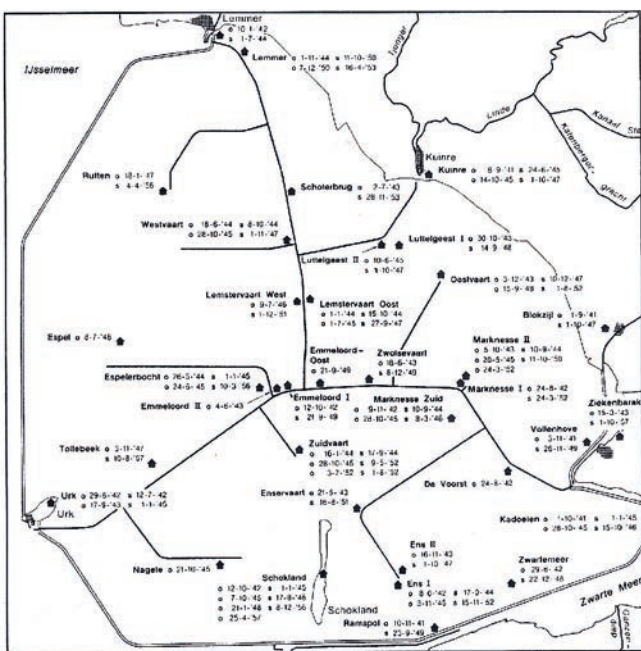 Lemmer
o 10-1-'42
s 1-7-'44
IJsselmeer
Lemmer o 1-11-'44 s 11-10-'50
o 7-12-'50 s 16-4-'53
Tjonger
Linde
Kanaal Ste
Kalenberger-
gracht
Kuinre
Kuinre
s 24-6-'45
o 14-10-'45 s 1-10-'47
Rutten o 18-1-'47
s 4-4-'56
Schoterbrug o 2-7-'43
s 28-11-'53
Westvaart o 18-6-'44 s 8-10-'44
o 28-10-'45 s 1-11-'47
Luttelgeest I o 30-10-'43
s 14-9-'48
Luttelgeest II o 10-6-'45
s 1-10-'47
Oostvaart o 3-12-'43 s 10-12-'47
o 15-9-'49 s 1-8-'52
Lemstervaart West
o 9-7-'46
s 1-12-'51
Lemstervaart Oost
o 1-1-'44 s 15-10-'44
o 1-7-'45 s 27-9-'47
Blokzijl
o 1-9-'41
s 1-10-'47
Espel o 8-7-'46
Marknesse II
o 5-10-'43 s 10-9-'44
o 20-5-'45 s 11-10-'50
o 24-3-'52
Emmeloord-
Oost
o 21-9-'49
Zwolsevaart
o 18-6-'43
s 8-12-'49
Espelerbocht o 26-5-'44 s 1-1-'45
o 24-6-'45 s 10-3-'56
Marknesse I o 24-8-'42
s 24-3-'52
Emmeloord II o 4-6-'43
Emmeloord I
o 12-10-'42
s 21-9-'49
Marknesse Zuid
o 9-11-'42 s 10-9-'44
o 28-10-'45 s 8-3-'46
Ziekenbarak
o 15-3-'43
s 1-10-'57
Vollenhove
o 3-11-'41
s 26-11-'49
Tollebeek o 3-11-'47
s 10-8-'57
Zuidvaart
o 16-1-'44 s 17-9-'44
o 28-10-'45 s 9-5-'52
o 3-7-'52 s 1-8-'52
De Voorst o 24-8-'42
Urk o 29-6-'42 s 12-7-'42
o 17-9-'43 s 1-1-'45
Urk
Enservaart o 21-5-'43
s 16-8-'51
Kadoelen o 1-10-'41 s 1-1-'45
o 28-10-'45 s 15-10-'46
Ens II
o 16-11-'43
s 1-10-'47
Nagele o 21-10-'45
Schokland
o 12-10-'42 s 1-1-'45
o 7-10-'45 s 17-8-'46
o 21-1-'48 s 8-12-'56
o 25-4-'57
Ens I
o 3-11-'45 s 15-11-'52
Zwartemeer
o 29-6-'42
s 22-12-'48
Schokland
Zwarte Meer
Ramspol o 10-11-'41
s 23-9-'49
diep